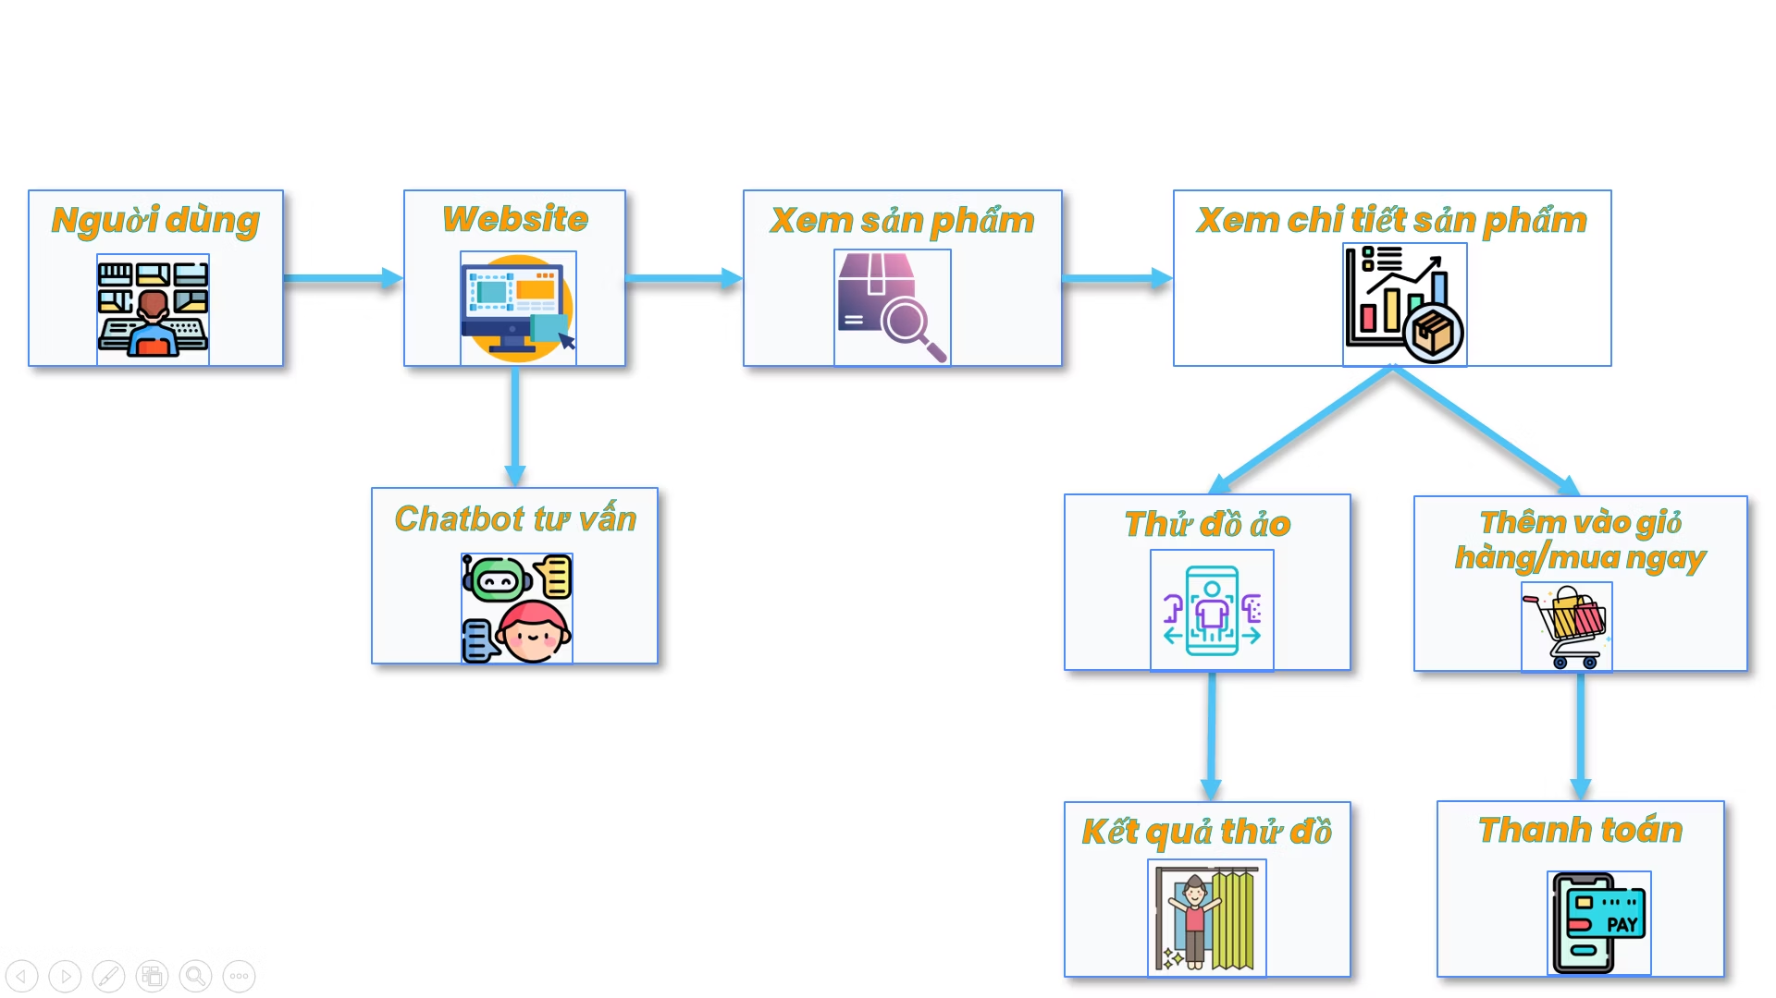 Người dùng
Website
Xem sản phẩm
Xem chi tiết sản phẩm
Chatbot tư vấn
Thử đồ ảo
Thêm vào giỏ
hàng/mua ngay
Kết quả thử đồ
Thanh toán
PAY